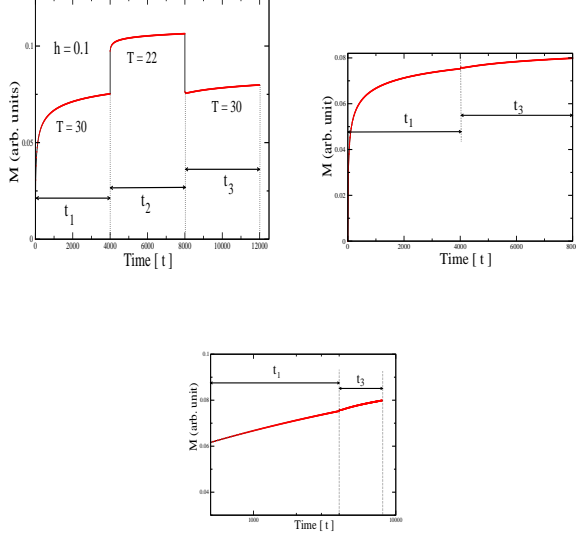 0.1
h = 0.1
T = 22
T = 30
T = 30
0.05
0
M (arb. units)
t1
t2
t3
0 2000 4000 6000 8000 10000 12000
Time [ t ]
0.08
0.06
0.04
0.02
0
M (arb. unit)
t1
t3
0 2000 4000 6000 8000
Time [ t ]
0.1
0.08
0.06
0.04
M (arb. unit)
t1
t3
1000 10000
Time [ t ]